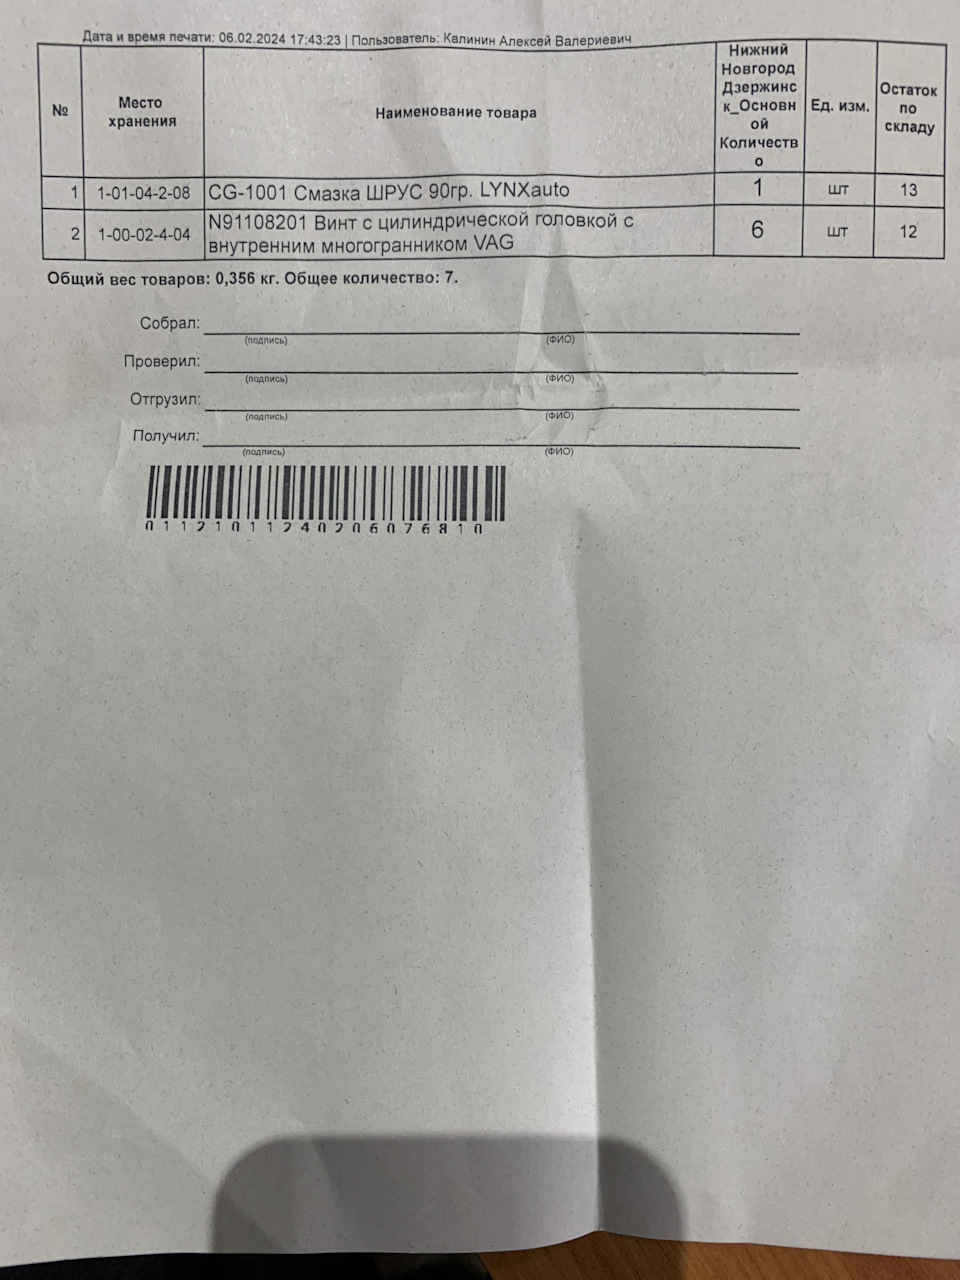 Дата и время печати: 06.02.2024 17:43:23 | Пользователь: Калинин Алексей Валериевич
№
Место
хранения
Наименование товара
Нижний
Новгород
Дзержинс
к_Основн
ой
Количеств
о
Ед. изм.
Остаток
по
складу
1 1-01-04-2-08 CG-1001 Смазка ШРУС 90гр. LYNXauto 1 шт 13
2 1-00-02-4-04 N91108201 Винт с цилиндрической головкой с
внутренним многогранником VAG 6 шт 12
Общий вес товаров: 0,356 кг. Общее количество: 7.
Собрал:
(подпись) (ФИО)
Проверил:
(подпись) (ФИО)
Отгрузил:
(подпись) (ФИО)
Получил:
(подпись) (ФИО)
01121011240206076810